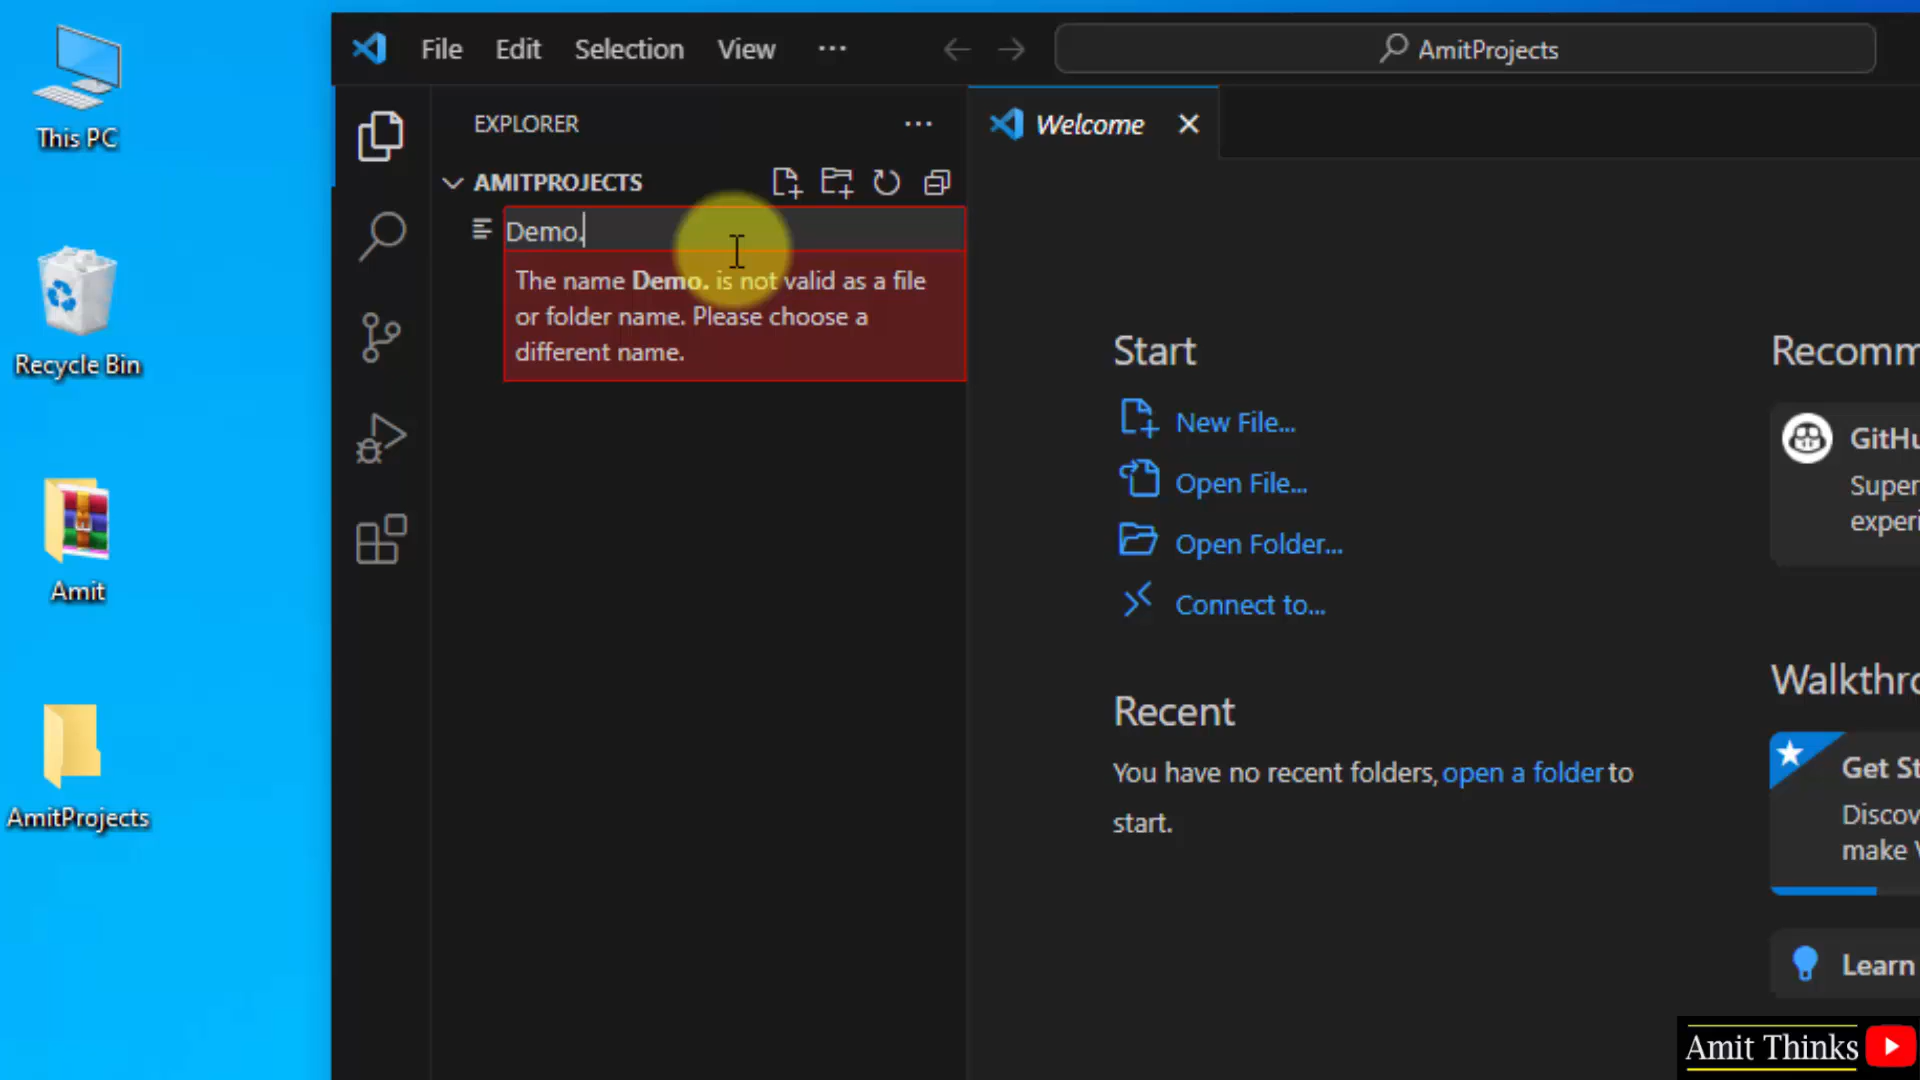 This PC
Recycle Bin
Amit
AmitProjects
File Edit Selection View ···
AmitProjects
EXPLORER
AMITPROJECTS
Demo.
The name Demo. is not valid as a file
or folder name. Please choose a
different name.
Welcome
Start
New File...
Open File...
Open Folder...
Connect to...
Recent
You have no recent folders, open a folder to
start.
Recomm
GitHu
Super
experi
Walkthro
Get St
Discov
make
Learn
Amit Thinks